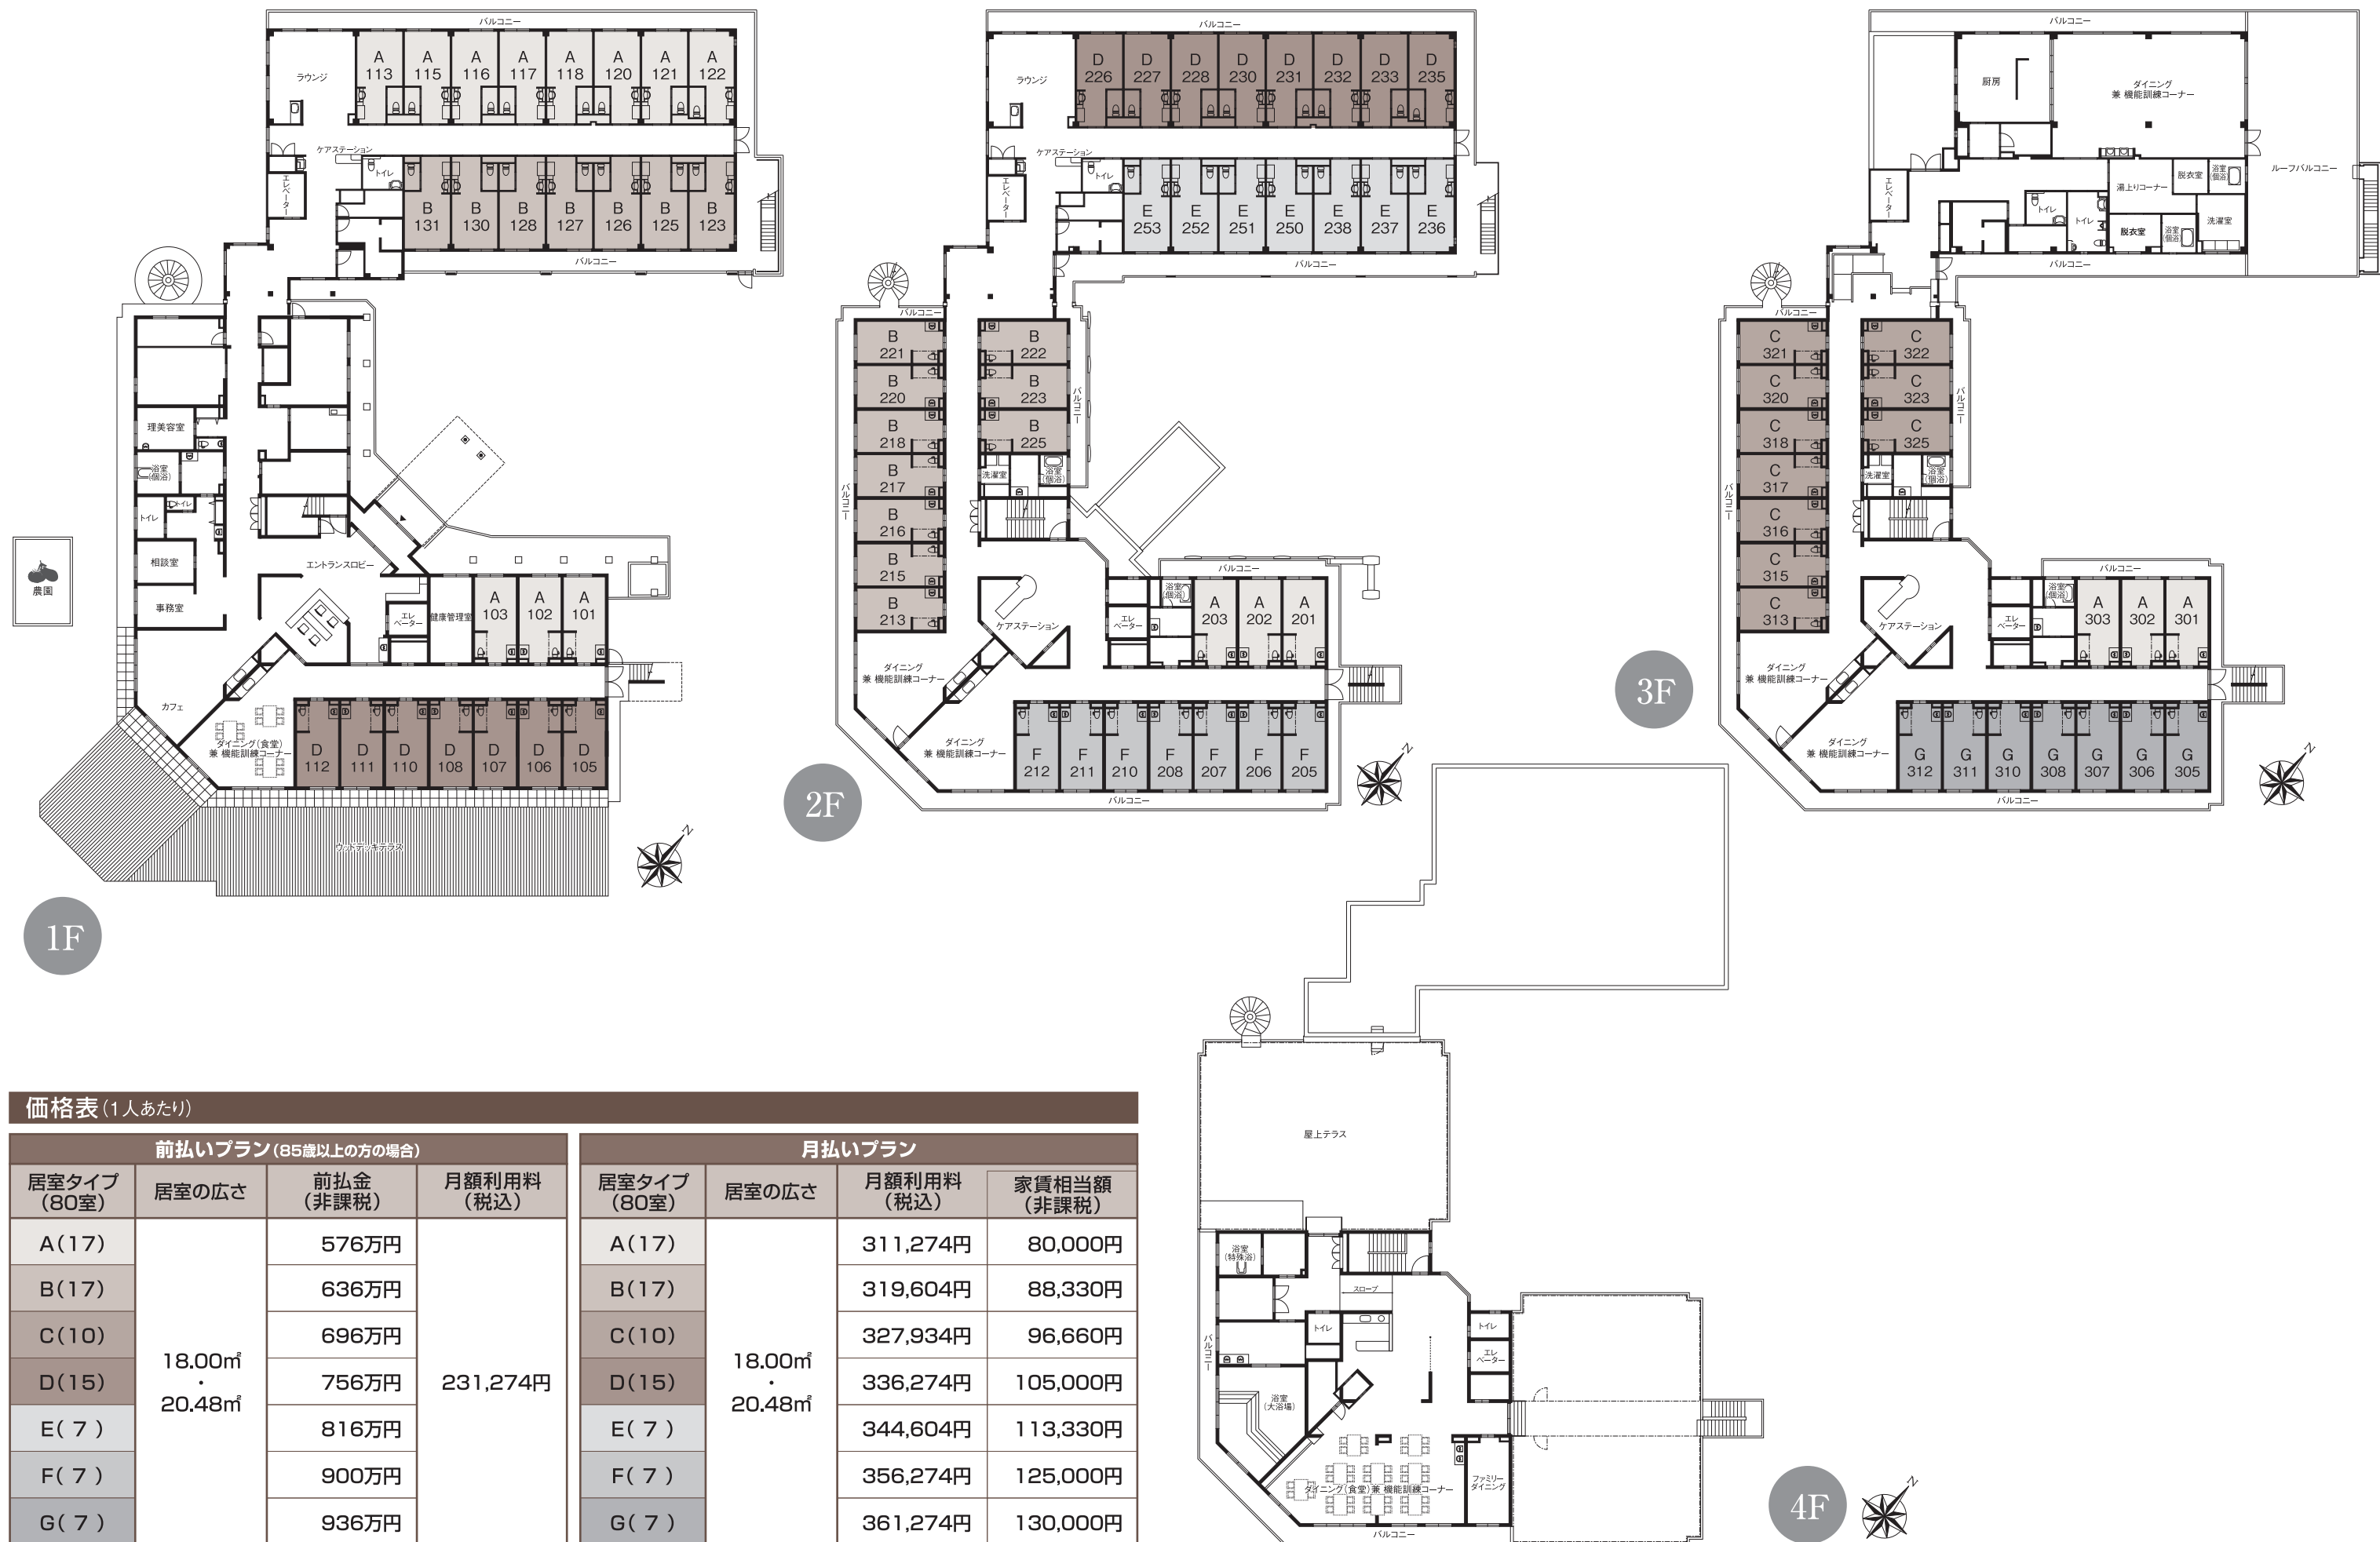 バルコニー
ラウンジ
A 113
A 115
A 116
A 117
A 118
A 120
A 121
A 122
ケアステーション
トイレ
エレベーター
B 131
B 130
B 128
B 127
B 126
B 125
B 123
バルコニー
理美容室
浴室(個浴)
トイレ
トイレ
相談室
事務室
エントランスロビー
エレベーター
健康管理室
A 103
A 102
A 101
農園
カフェ
ダイニング(食堂)
兼 機能訓練コーナー
D 112
D 111
D 110
D 108
D 107
D 106
D 105
ウッドデッキテラス
N
1F
バルコニー
ラウンジ
D 226
D 227
D 228
D 230
D 231
D 232
D 233
D 235
ケアステーション
トイレ
エレベーター
E 253
E 252
E 251
E 250
E 238
E 237
E 236
バルコニー
バルコニー
B 221
B 220
B 218
B 217
B 216
B 215
B 213
B 222
B 223
B 225
バルコニー
バルコニー
洗濯室
浴室(個浴)
バルコニー
浴室(個浴)
エレベーター
A 203
A 202
A 201
ケアステーション
ダイニング
兼 機能訓練コーナー
ダイニング
兼 機能訓練コーナー
F 212
F 211
F 210
F 208
F 207
F 206
F 205
バルコニー
N
2F
バルコニー
厨房
ダイニング
兼 機能訓練コーナー
ルーフバルコニー
エレベーター
湯上りコーナー
脱衣室
浴室(個浴)
トイレ
トイレ
脱衣室
浴室(個浴)
洗濯室
バルコニー
バルコニー
C 321
C 320
C 318
C 317
C 316
C 315
C 313
C 322
C 323
C 325
バルコニー
バルコニー
洗濯室
浴室(個浴)
バルコニー
浴室(個浴)
エレベーター
A 303
A 302
A 301
ケアステーション
ダイニング
兼 機能訓練コーナー
ダイニング
兼 機能訓練コーナー
G 312
G 311
G 310
G 308
G 307
G 306
G 305
バルコニー
N
3F
屋上テラス
浴室(特殊浴)
スロープ
トイレ
トイレ
エレベーター
バルコニー
浴室(大浴場)
ダイニング(食堂)兼 機能訓練コーナー
ファミリーダイニング
バルコニー
N
4F
価格表(1人あたり)
前払いプラン(85歳以上の方の場合)
居室タイプ(80室) 居室の広さ 前払金(非課税) 月額利用料(税込)
A(17) 576万円
B(17) 636万円
C(10) 696万円
D(15) 756万円
E( 7 ) 816万円
F( 7 ) 900万円
G( 7 ) 936万円
18.00㎡
・
20.48㎡
231,274円
月払いプラン
居室タイプ(80室) 居室の広さ 月額利用料(税込) 家賃相当額(非課税)
A(17) 311,274円 80,000円
B(17) 319,604円 88,330円
C(10) 327,934円 96,660円
D(15) 336,274円 105,000円
E( 7 ) 344,604円 113,330円
F( 7 ) 356,274円 125,000円
G( 7 ) 361,274円 130,000円
18.00㎡
・
20.48㎡